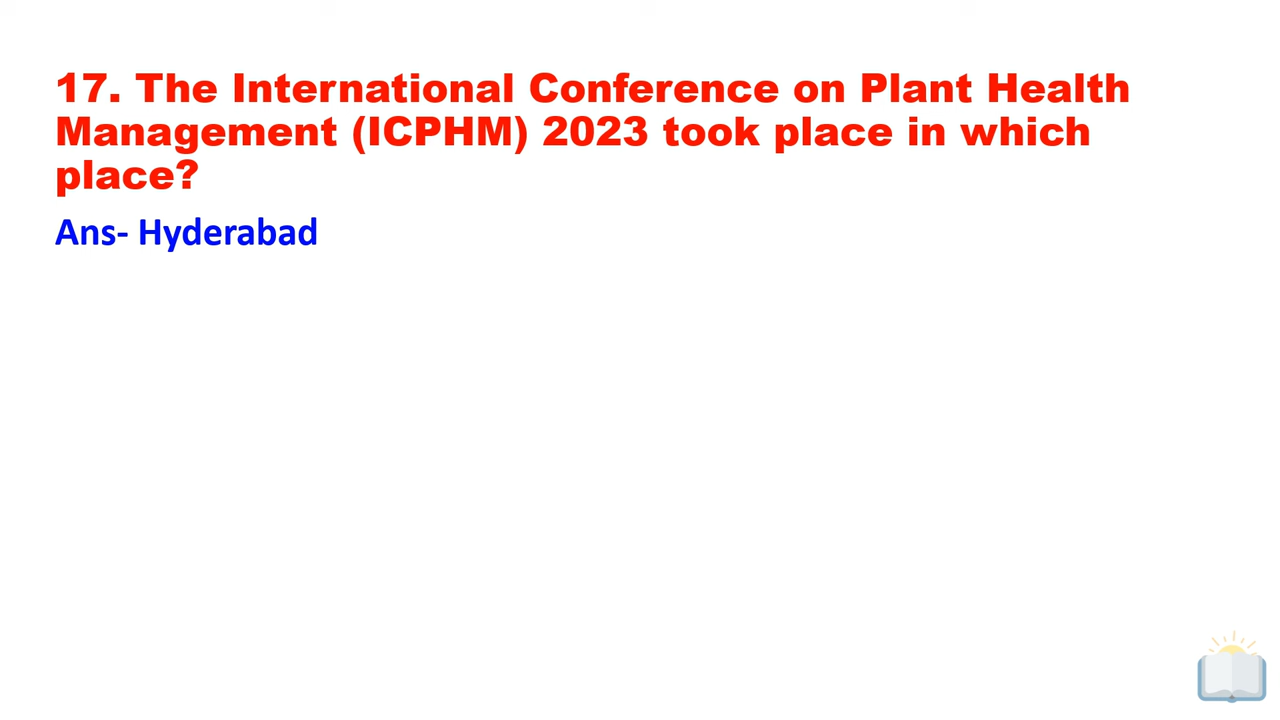 17. The International Conference on Plant Health
Management (ICPHM) 2023 took place in which
place?
Ans- Hyderabad